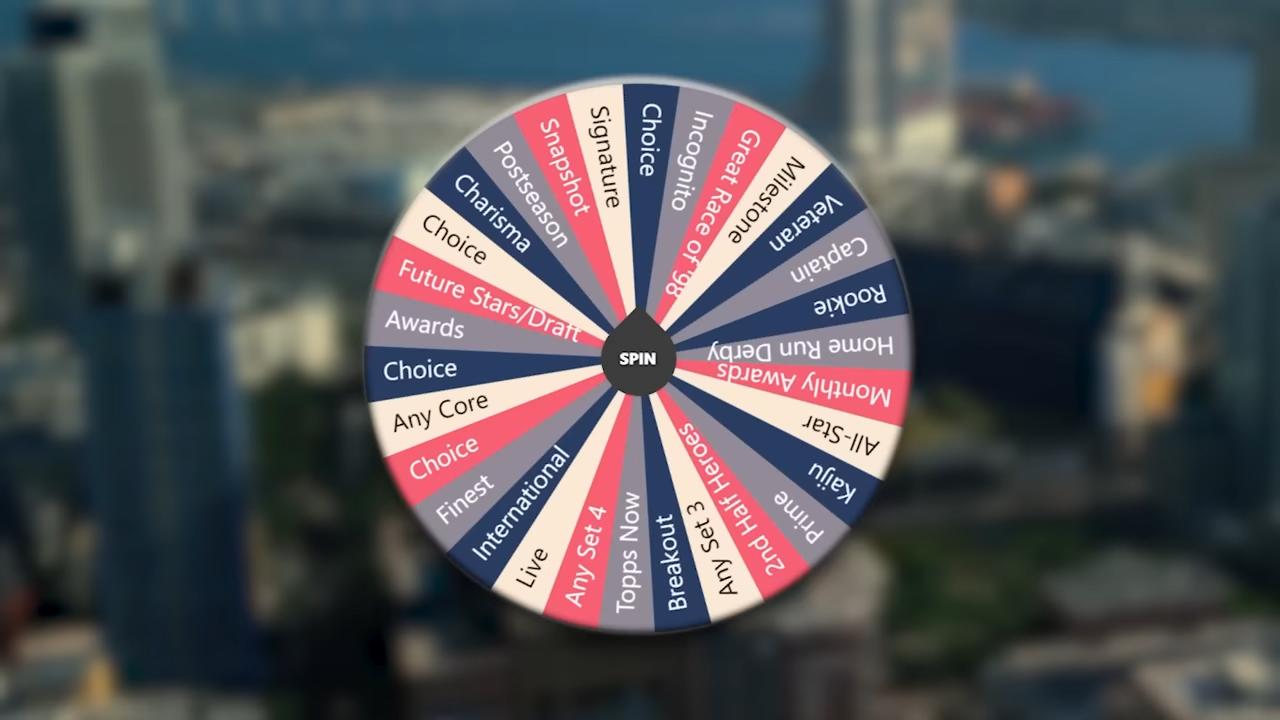 Choice
Incognito
Great Race of '98
Milestone
Veteran
Captain
Rookie
Home Run Derby
Monthly Awards
All-Star
Kaiju
Prime
2nd Half Heroes
Any Set 3
Breakout
Topps Now
Any Set 4
Live
International
Finest
Choice
Any Core
Choice
Awards
Future Stars/Draft
Choice
Charisma
Postseason
Snapshot
Signature
SPIN